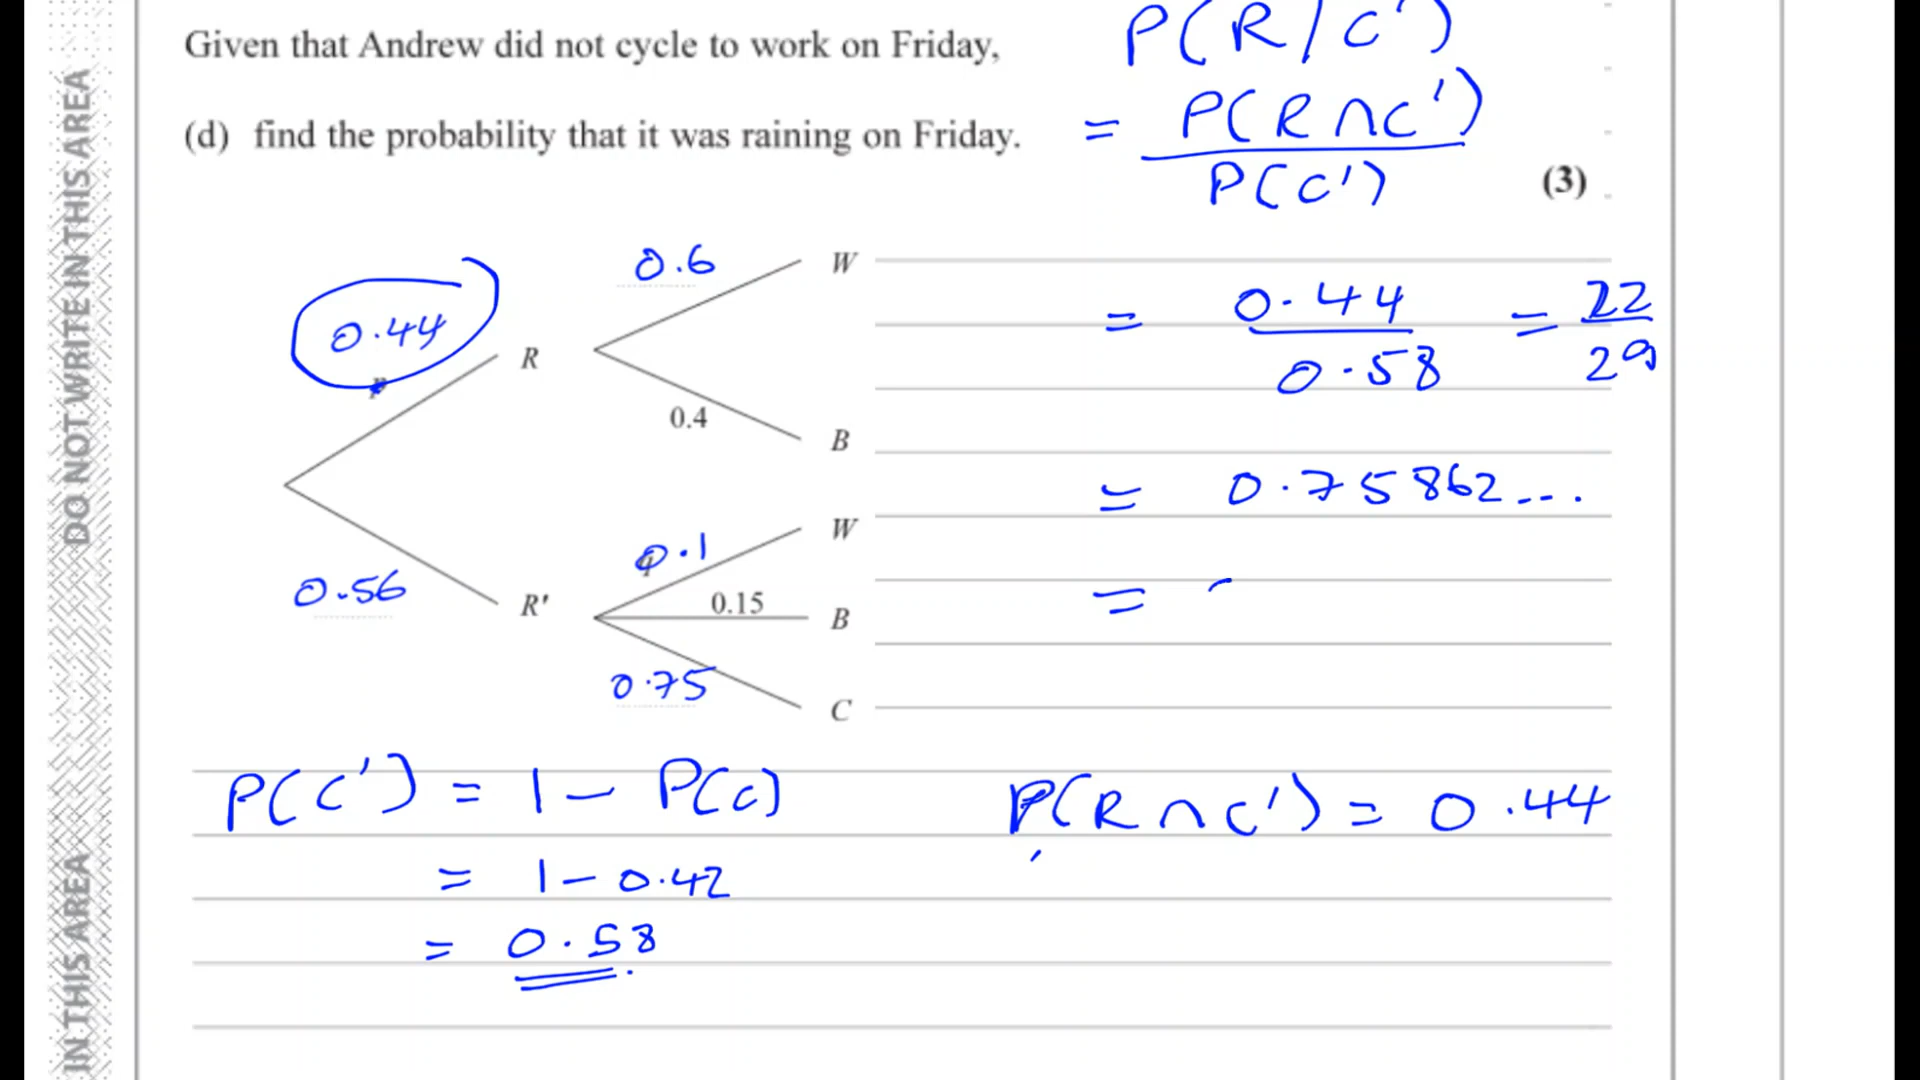 Given that Andrew did not cycle to work on Friday,
P(R/C')
(d) find the probability that it was raining on Friday.
= P(R∩C')
P(C')
(3)
0.6
W
0.44
= 0.44 = 22
0.58 29
R
0.4
B
= 0.75862...
0.1
W
=
0.56
R'
0.15
B
0.75
C
P(C') = 1 - P(C)
P(R∩C') = 0.44
= 1 - 0.42
= 0.58
DO NOT WRITE IN THIS AREA
IN THIS AREA